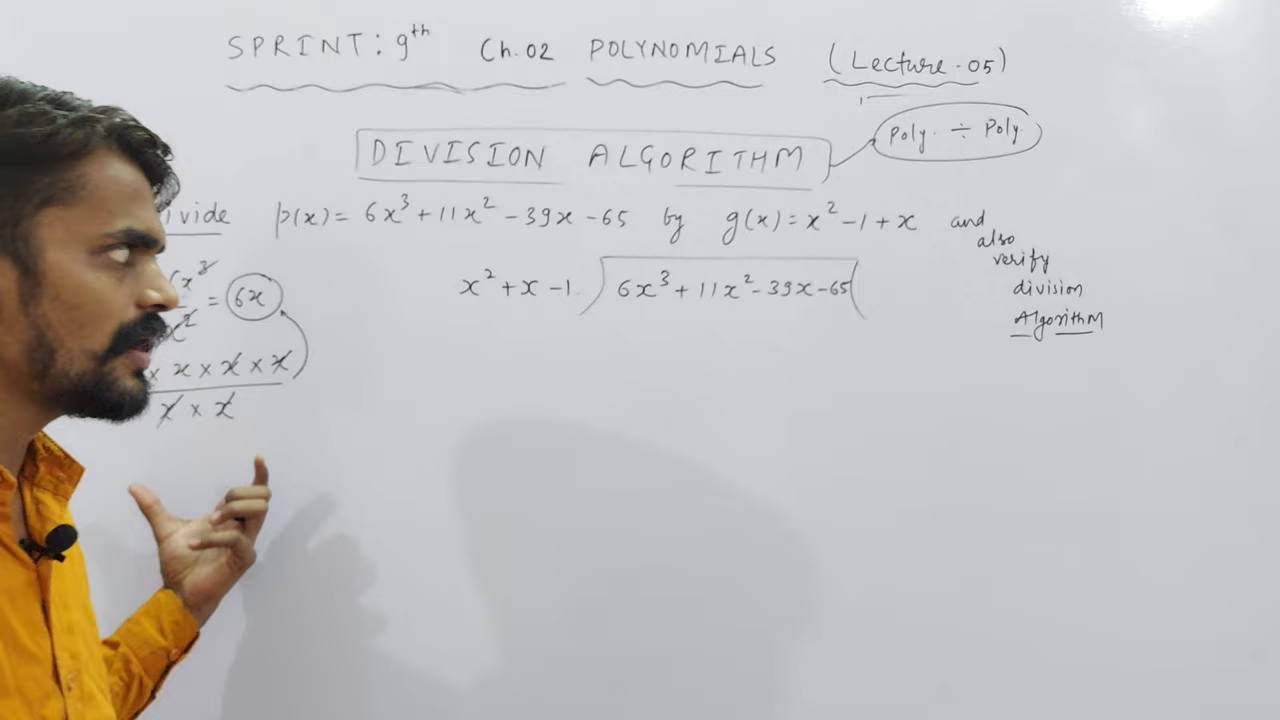 SPRINT: 9th Ch. 02 POLYNOMIALS (Lecture-05)
Poly. ÷ Poly.
DIVISION ALGORITHM
p(x) = 6x³ + 11x² - 39x - 65 by g(x) = x² - 1 + x and
also
verify
division
Algorithm
x² + x - 1 ) 6x³ + 11x² - 39x - 65 (
= 6x
× x × x × x
x × x